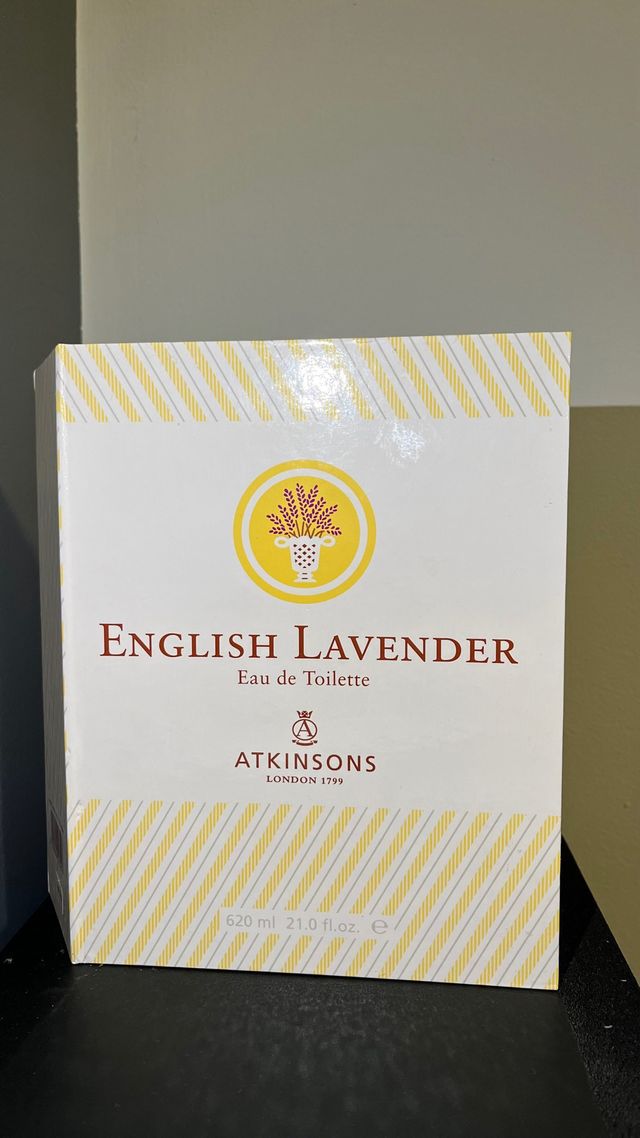 ENGLISH LAVENDER
Eau de Toilette
A
ATKINSONS
LONDON 1799
620 ml 21.0 fl.oz. ℮